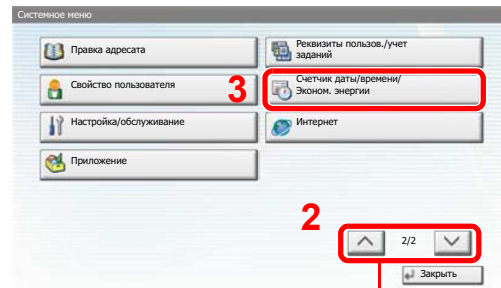 Системное меню
Правка адресата
Реквизиты пользов./учет
заданий
Свойство пользователя
3
Счетчик даты/времени/
Эконом. энергии
Настройка/обслуживание
Интернет
Приложение
2
2/2
Закрыть